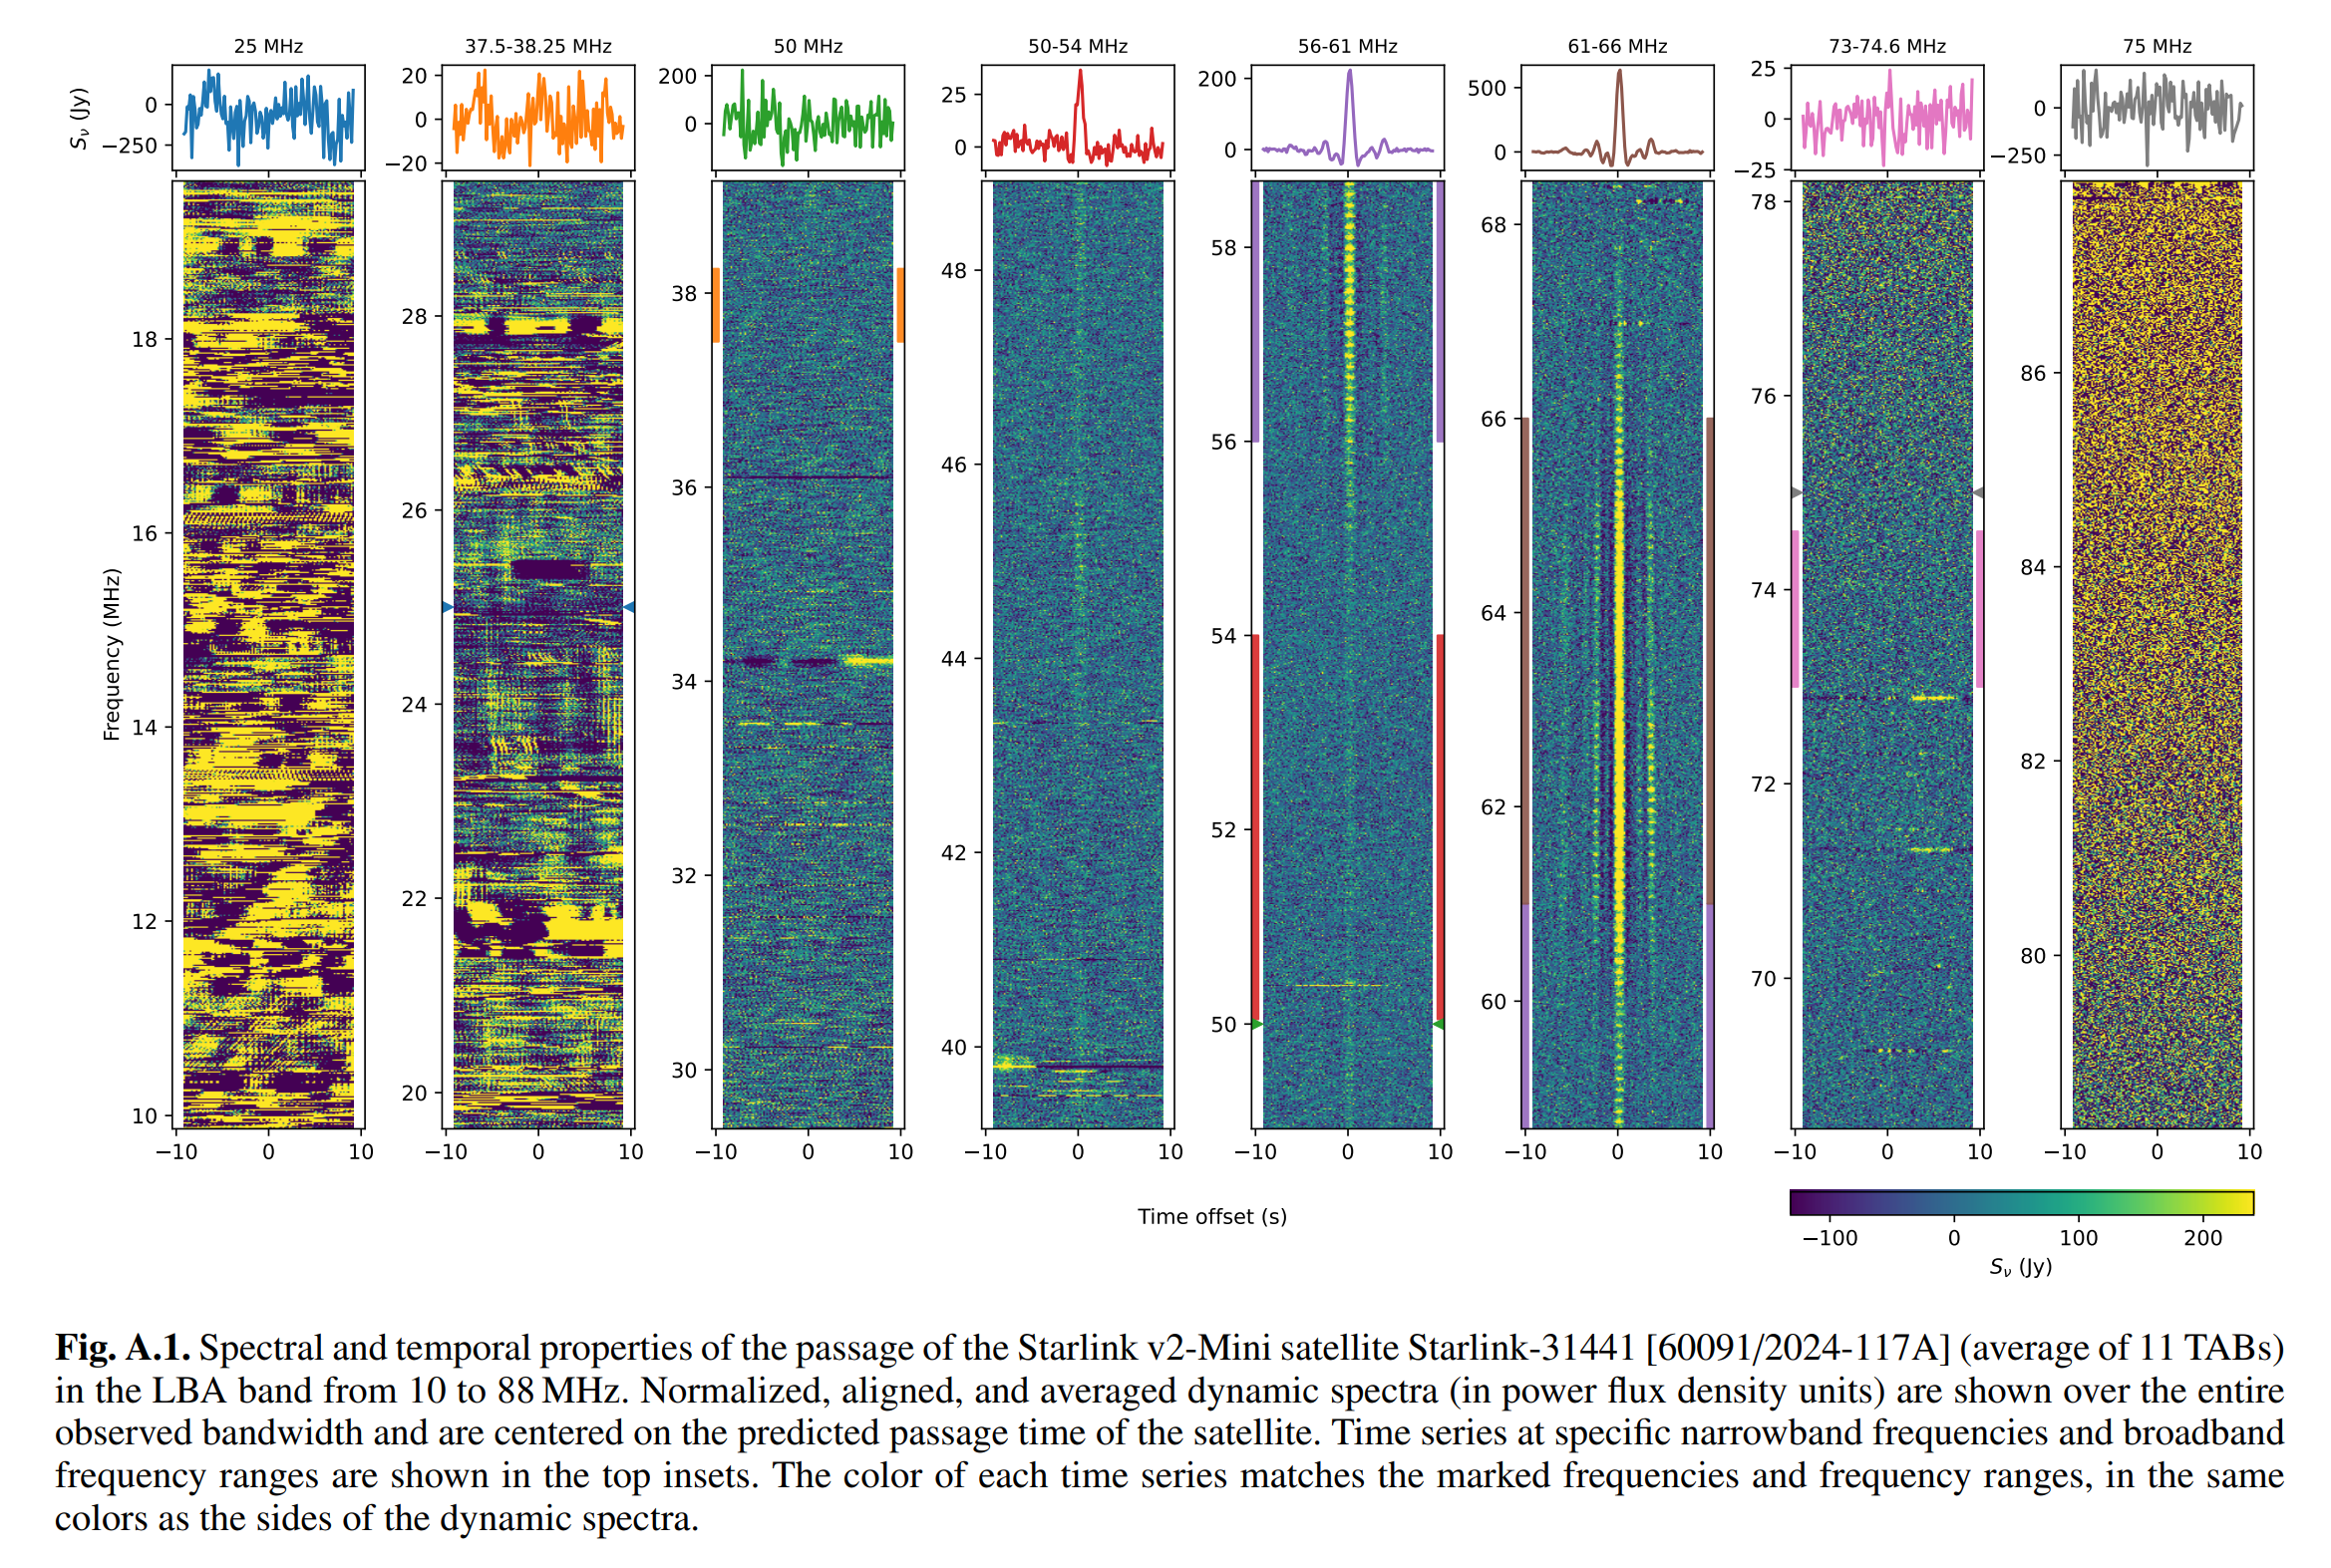 25 MHz
37.5-38.25 MHz
50 MHz
50-54 MHz
56-61 MHz
61-66 MHz
73-74.6 MHz
75 MHz
Sν (Jy)
0
−250
20
0
−20
200
0
25
0
200
0
500
0
25
0
−25
0
−250
Frequency (MHz)
18
16
14
12
10
28
26
24
22
20
38
36
34
32
30
48
46
44
42
40
58
56
54
52
50
68
66
64
62
60
78
76
74
72
70
86
84
82
80
−10 0 10
−10 0 10
−10 0 10
−10 0 10
−10 0 10
−10 0 10
−10 0 10
−10 0 10
Time offset (s)
−100 0 100 200
Sν (Jy)
Fig. A.1. Spectral and temporal properties of the passage of the Starlink v2-Mini satellite Starlink-31441 [60091/2024-117A] (average of 11 TABs)
in the LBA band from 10 to 88 MHz. Normalized, aligned, and averaged dynamic spectra (in power flux density units) are shown over the entire
observed bandwidth and are centered on the predicted passage time of the satellite. Time series at specific narrowband frequencies and broadband
frequency ranges are shown in the top insets. The color of each time series matches the marked frequencies and frequency ranges, in the same
colors as the sides of the dynamic spectra.